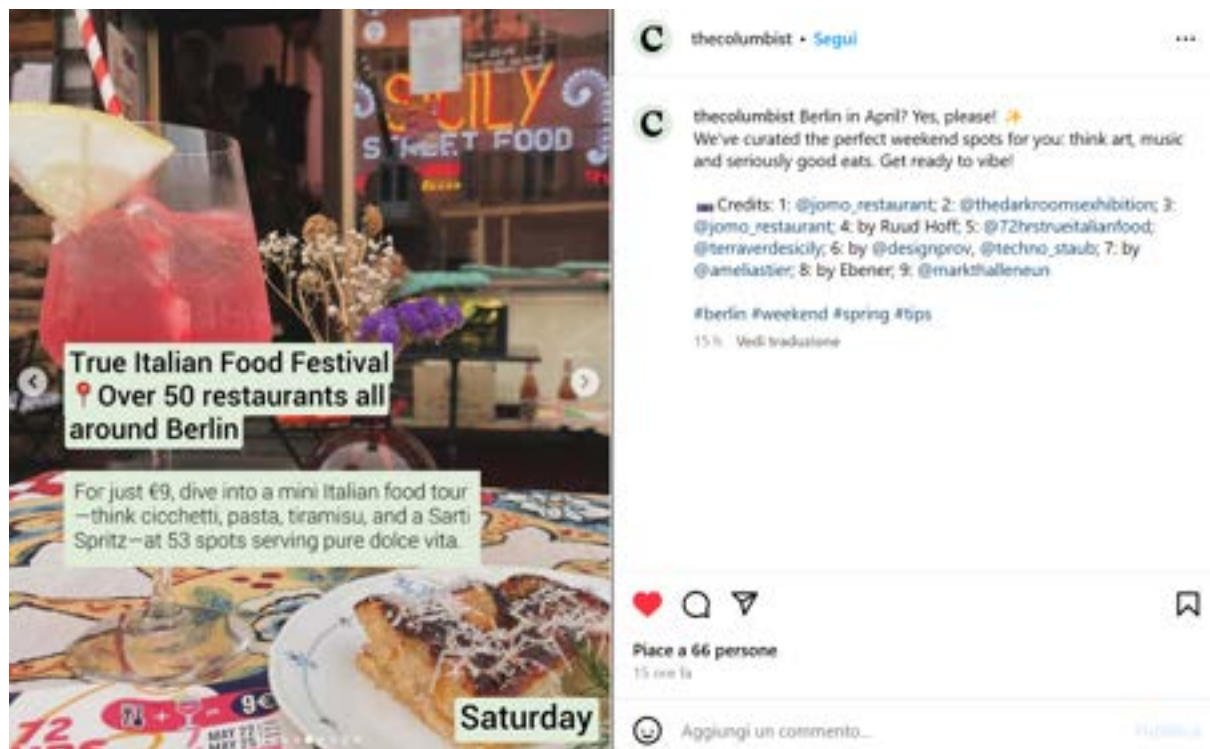 SICILY
STREET FOOD
True Italian Food Festival
📍Over 50 restaurants all
around Berlin
For just €9, dive into a mini Italian food tour
—think cicchetti, pasta, tiramisu, and a Sarti
Spritz—at 53 spots serving pure dolce vita.
72
9€
MAY 22
Saturday
thecolumbist • Segui
thecolumbist Berlin in April? Yes, please! ✨
We've curated the perfect weekend spots for you: think art, music
and seriously good eats. Get ready to vibe!
Credits: 1: @jomo_restaurant; 2: @thedarkroomsexhibition; 3:
@jomo_restaurant; 4: by Ruud Hoff; 5: @72hrstrueitalianfood;
@terraverdesicily; 6: by @designprov, @techno_staub; 7: by
@ameliastier; 8: by Ebener; 9: @markthalleneun
#berlin #weekend #spring #tips
15 h Vedi traduzione
Piace a 66 persone
15 ore fa
Aggiungi un commento...